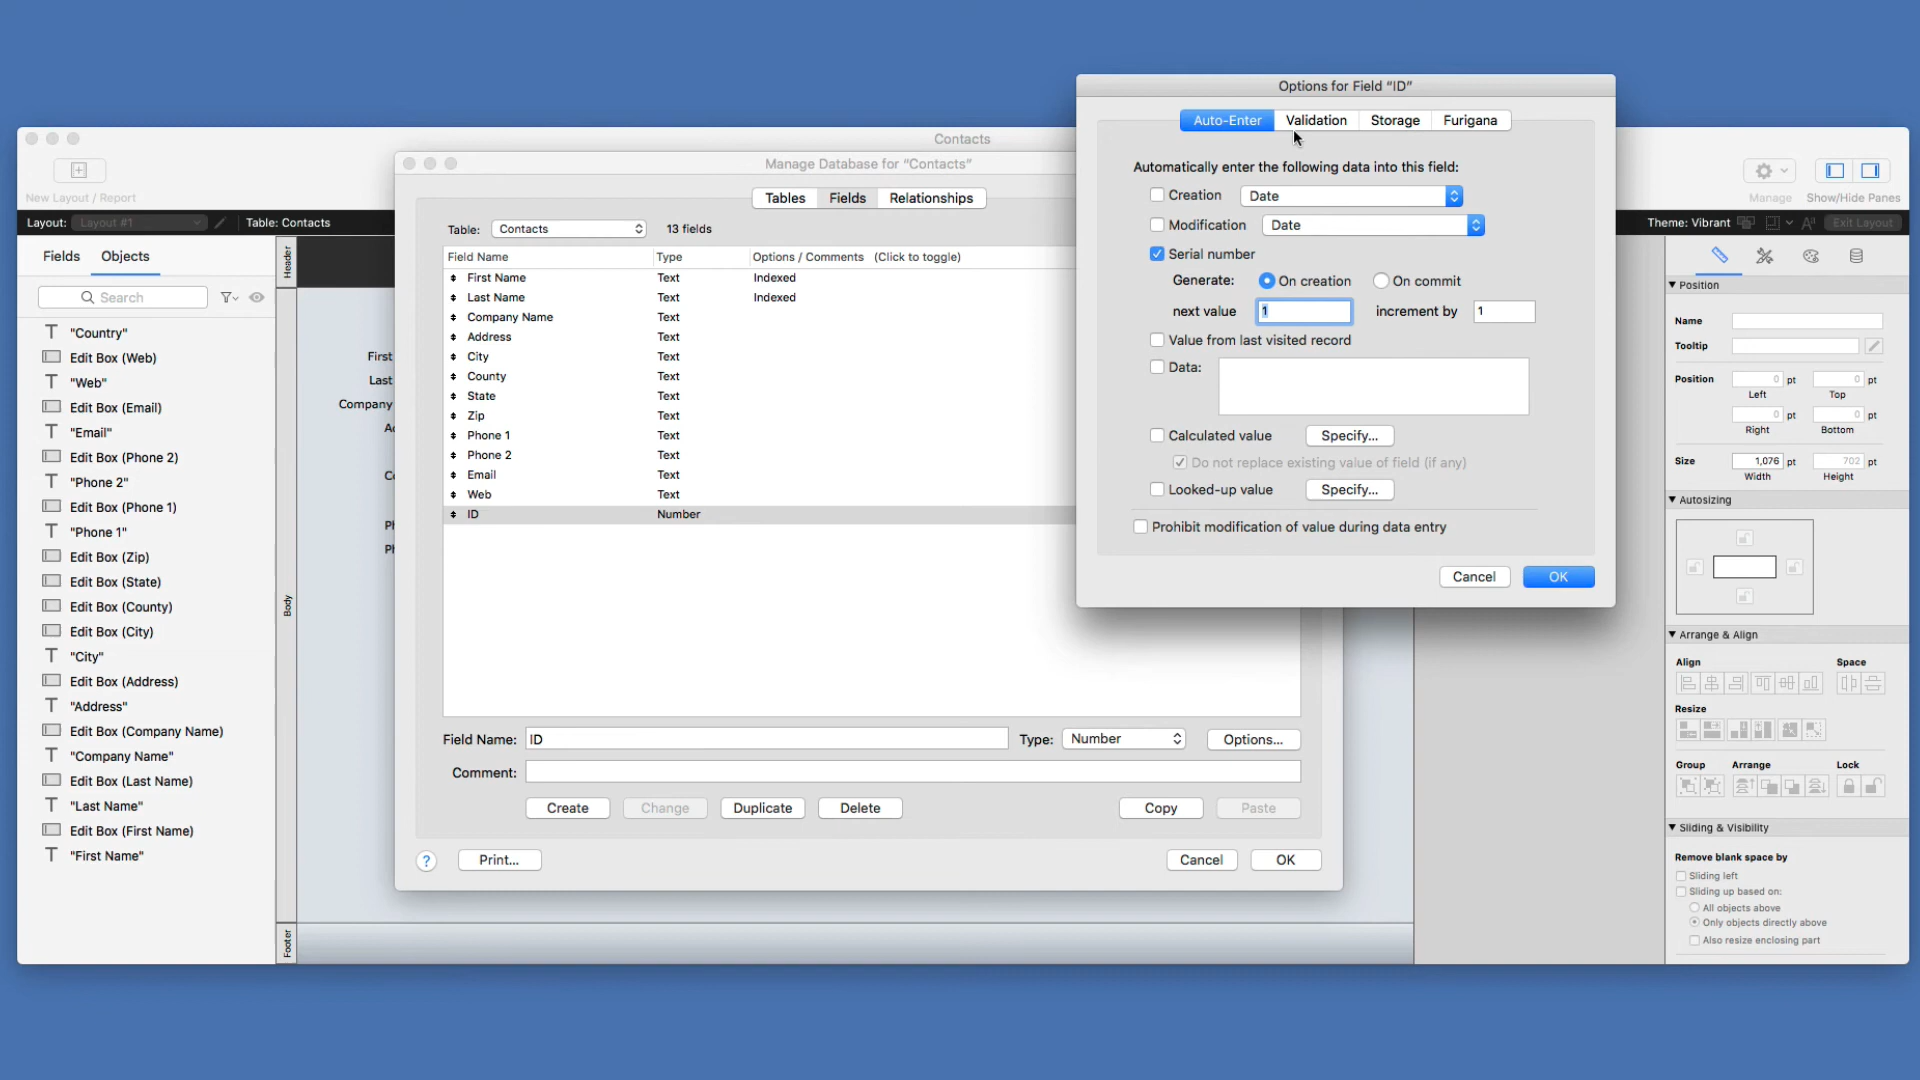 Options for Field “ID”
Auto-Enter Validation Storage Furigana
Automatically enter the following data into this field:
Creation Date
Modification Date
Serial number
Generate: On creation On commit
next value 1 increment by 1
Value from last visited record
Data:
Calculated value Specify...
Do not replace existing value of field (if any)
Looked-up value Specify...
Prohibit modification of value during data entry
Cancel OK
Contacts
New Layout / Report
Manage Show/Hide Panes
Layout: Layout #1 Table: Contacts
Theme: Vibrant Exit Layout
Manage Database for “Contacts”
Tables Fields Relationships
Table: Contacts 13 fields
Field Name Type Options / Comments (Click to toggle)
First Name Text Indexed
Last Name Text Indexed
Company Name Text
Address Text
City Text
County Text
State Text
Zip Text
Phone 1 Text
Phone 2 Text
Email Text
Web Text
ID Number
Field Name: ID Type: Number Options...
Comment:
Create Change Duplicate Delete Copy Paste
? Print... Cancel OK
Fields Objects
Search
"Country"
Edit Box (Web)
"Web"
Edit Box (Email)
"Email"
Edit Box (Phone 2)
"Phone 2"
Edit Box (Phone 1)
"Phone 1"
Edit Box (Zip)
Edit Box (State)
Edit Box (County)
Edit Box (City)
"City"
Edit Box (Address)
"Address"
Edit Box (Company Name)
"Company Name"
Edit Box (Last Name)
"Last Name"
Edit Box (First Name)
"First Name"
Header
Body
Footer
First
Last
Company
Position
Name
Tooltip
Position 0 pt 0 pt
Left Top
0 pt 0 pt
Right Bottom
Size 1,076 pt 702 pt
Width Height
Autosizing
Arrange & Align
Align Space
Resize
Group Arrange Lock
Sliding & Visibility
Remove blank space by
Sliding left
Sliding up based on:
All objects above
Only objects directly above
Also resize enclosing part